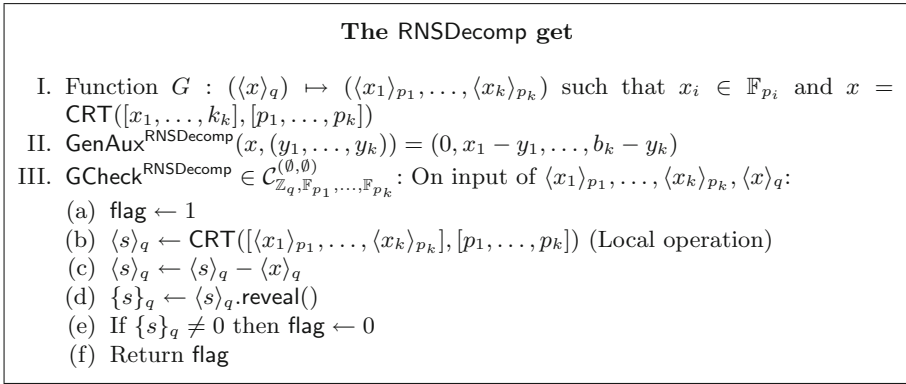 The RNSDecomp get
I. Function G : (⟨x⟩_q) ↦ (⟨x_1⟩_{p_1}, . . . , ⟨x_k⟩_{p_k}) such that x_i ∈ 𝔽_{p_i} and x =
CRT([x_1, . . . , k_k], [p_1, . . . , p_k])
II. GenAux^{RNSDecomp}(x, (y_1, . . . , y_k)) = (0, x_1 − y_1, . . . , b_k − y_k)
III. GCheck^{RNSDecomp} ∈ 𝒞^{(∅,∅)}_{ℤ_q,𝔽_{p_1},...,𝔽_{p_k}}: On input of ⟨x_1⟩_{p_1}, . . . , ⟨x_k⟩_{p_k}, ⟨x⟩_q:
(a) flag ← 1
(b) ⟨s⟩_q ← CRT([⟨x_1⟩_{p_1}, . . . , ⟨x_k⟩_{p_k}], [p_1, . . . , p_k]) (Local operation)
(c) ⟨s⟩_q ← ⟨s⟩_q − ⟨x⟩_q
(d) {s}_q ← ⟨s⟩_q.reveal()
(e) If {s}_q ≠ 0 then flag ← 0
(f) Return flag